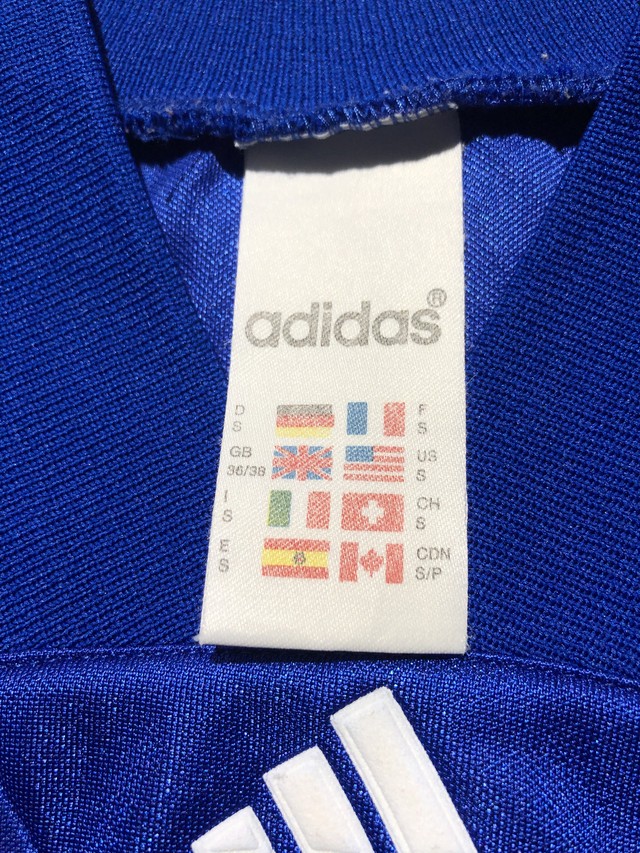 adidas®
D F
S S
GB US
36/38 S
I CH
S S
E CDN
S S/P